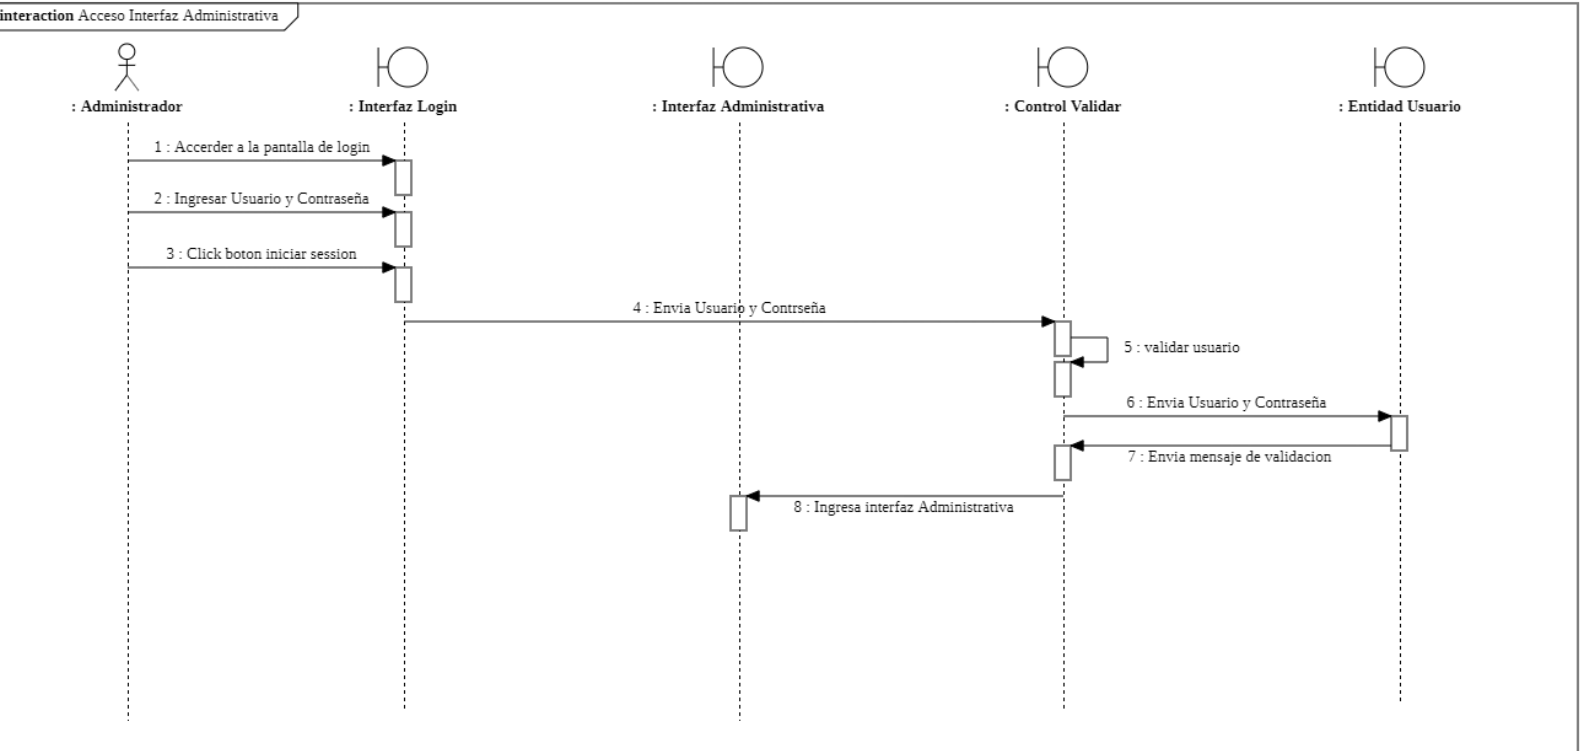 interaction Acceso Interfaz Administrativa
: Administrador
: Interfaz Login
: Interfaz Administrativa
: Control Validar
: Entidad Usuario
1 : Accerder a la pantalla de login
2 : Ingresar Usuario y Contraseña
3 : Click boton iniciar session
4 : Envia Usuario y Contrseña
5 : validar usuario
6 : Envia Usuario y Contraseña
7 : Envia mensaje de validacion
8 : Ingresa interfaz Administrativa